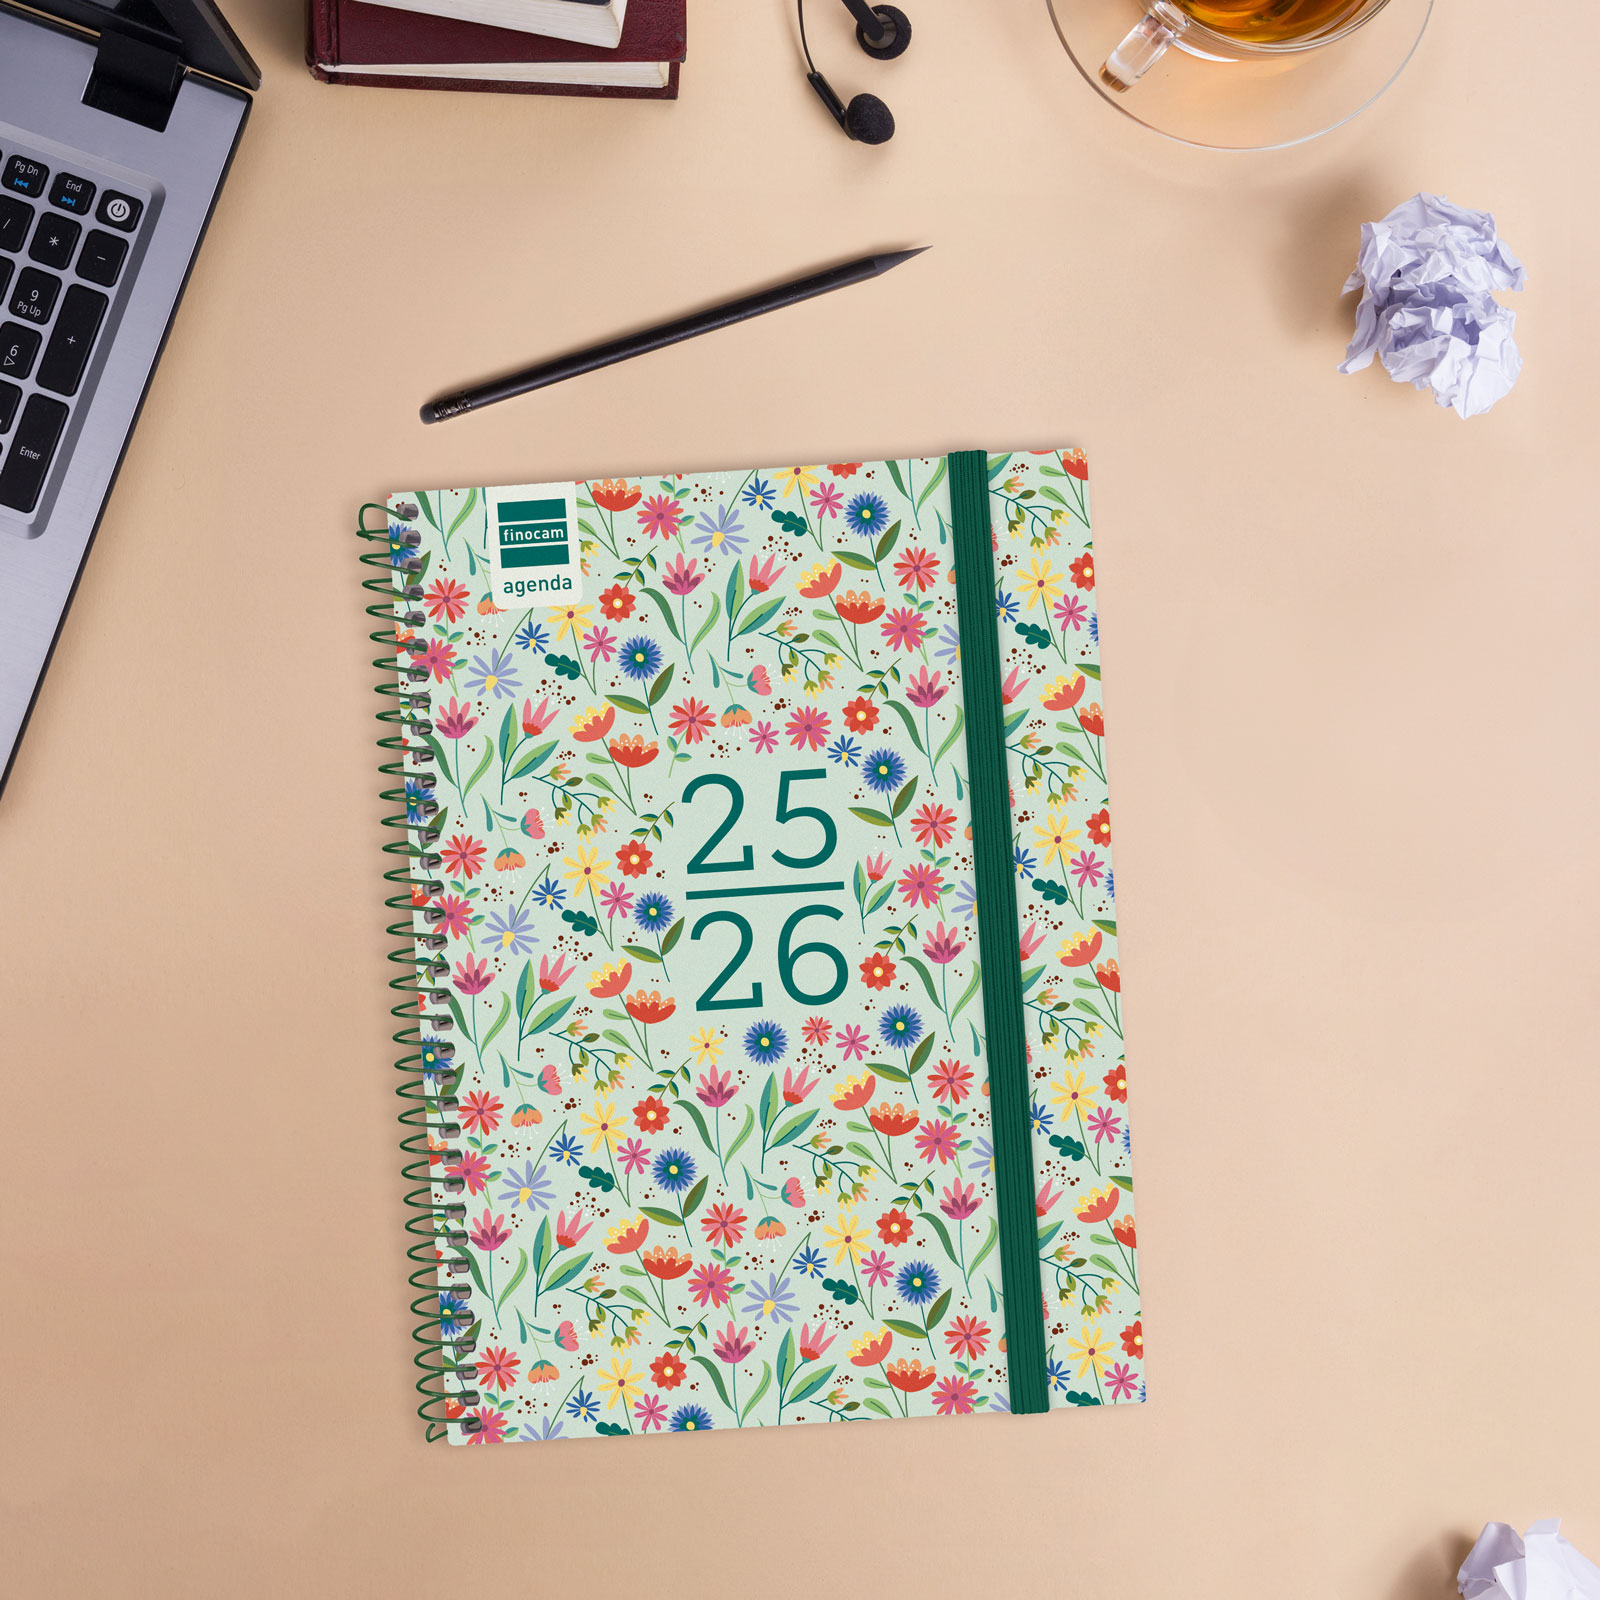 Pg Dn
End
/
*
-
9
Pg Up
+
6
Enter
finocam
agenda
25
26